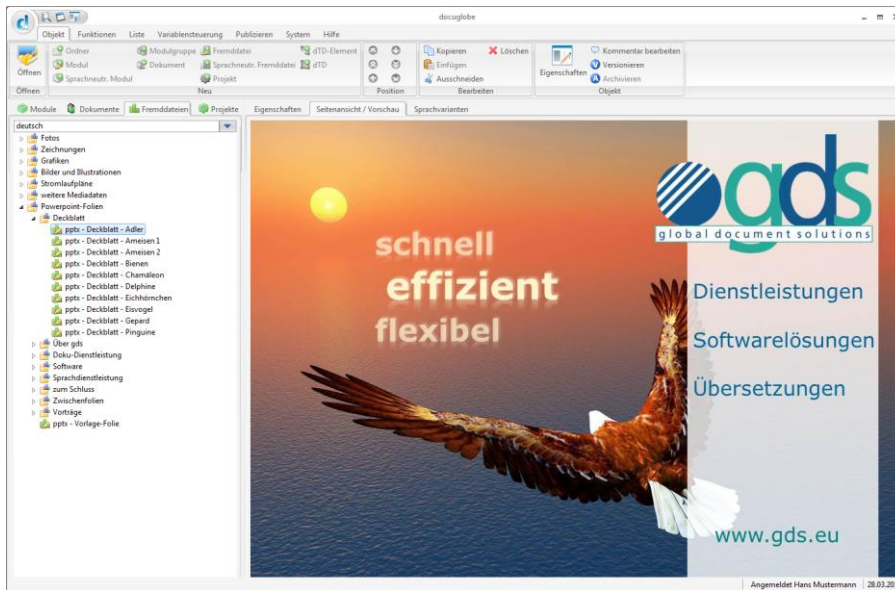 docuglobe
Objekt Funktionen Liste Variablensteuerung Publizieren System Hilfe
Ordner Modulgruppe Fremddatei dTD-Element Kopieren Löschen Kommentar bearbeiten
Modul Dokument Sprachneutr. Fremddatei dTD Einfügen Versionieren
Öffnen Sprachneutr. Modul Projekt Ausschneiden Eigenschaften Archivieren
Öffnen Neu Position Bearbeiten Objekt
Module Dokumente Fremddateien Projekte Eigenschaften Seitenansicht / Vorschau Sprachvarianten
deutsch
Fotos
Zeichnungen
Grafiken
Bilder und Illustrationen
Stromlaufpläne
weitere Mediadaten
Powerpoint-Folien
Deckblatt
pptx - Deckblatt - Adler
pptx - Deckblatt - Ameisen 1
pptx - Deckblatt - Ameisen 2
pptx - Deckblatt - Bienen
pptx - Deckblatt - Chamäleon
pptx - Deckblatt - Delphine
pptx - Deckblatt - Eichhörnchen
pptx - Deckblatt - Eisvogel
pptx - Deckblatt - Gepard
pptx - Deckblatt - Pinguine
Über gds
Doku-Dienstleistung
Software
Sprachdienstleistung
zum Schluss
Zwischenfolien
Vorträge
pptx - Vorlage-Folie
schnell
effizient
flexibel
gds
global document solutions
Dienstleistungen
Softwarelösungen
Übersetzungen
www.gds.eu
Angemeldet Hans Mustermann 28.03.20